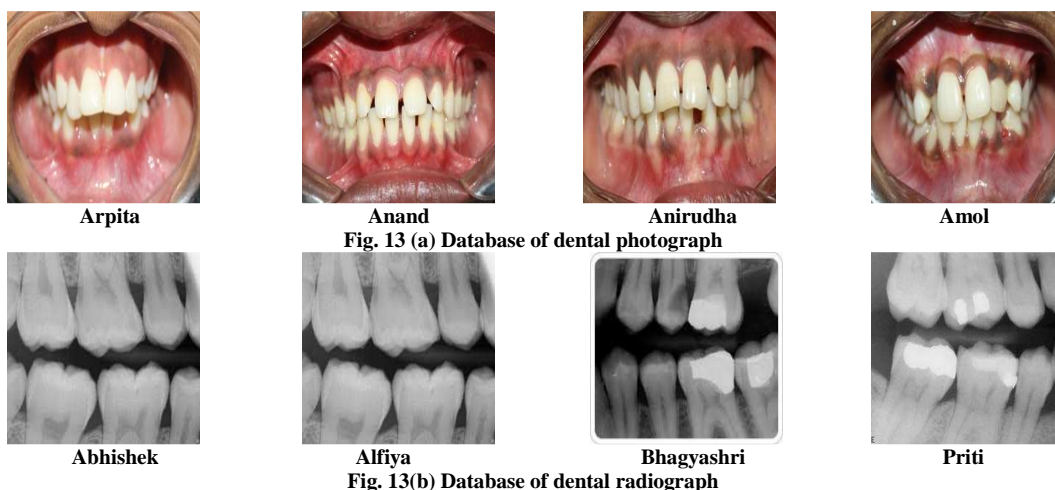 Arpita Anand Anirudha Amol
Fig. 13 (a) Database of dental photograph
Abhishek Alfiya Bhagyashri Priti
Fig. 13(b) Database of dental radiograph